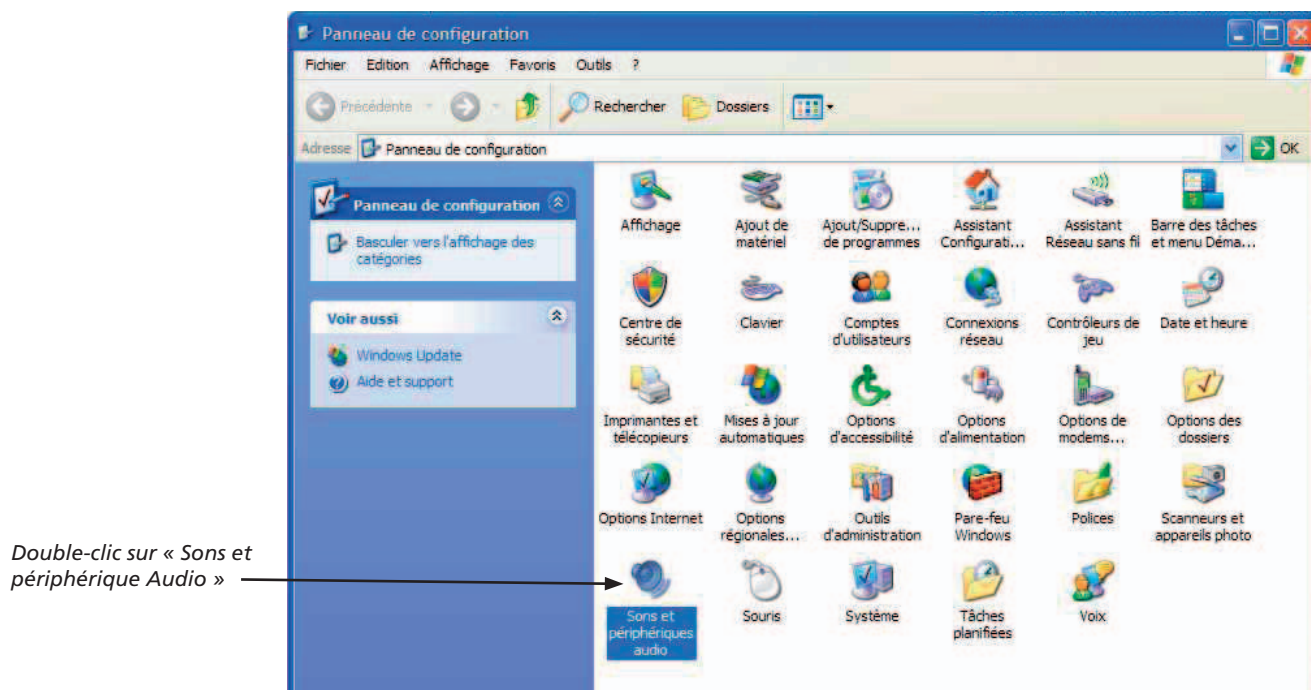 Panneau de configuration
Fichier Edition Affichage Favoris Outils ?
Précédente Rechercher Dossiers
Adresse Panneau de configuration OK
Panneau de configuration
Basculer vers l'affichage des
catégories
Voir aussi
Windows Update
Aide et support
Affichage
Ajout de
matériel
Ajout/Suppre...
de programmes
Assistant
Configurati...
Assistant
Réseau sans fil
Barre des tâches
et menu Déma...
Centre de
sécurité
Clavier
Comptes
d'utilisateurs
Connexions
réseau
Contrôleurs de
jeu
Date et heure
Imprimantes et
télécopieurs
Mises à jour
automatiques
Options
d'accessibilité
Options
d'alimentation
Options de
modems...
Options des
dossiers
Options Internet
Options
régionales...
Outils
d'administration
Pare-feu
Windows
Polices
Scanneurs et
appareils photo
Double-clic sur « Sons et
périphérique Audio »
Sons et
périphériques
audio
Souris
Système
Tâches
planifiées
Voix